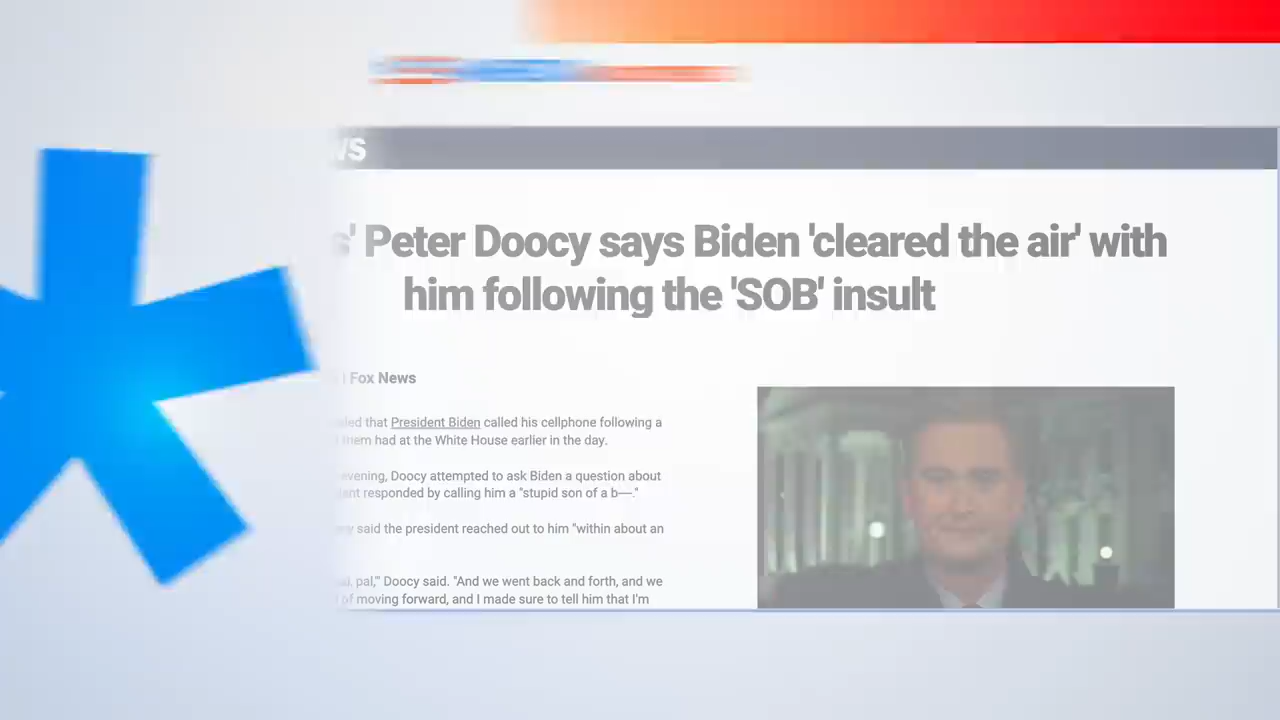 WS
s' Peter Doocy says Biden 'cleared the air' with
him following the 'SOB' insult
Fox News
that President Biden called his cellphone following a
them had at the White House earlier in the day.
evening, Doocy attempted to ask Biden a question about
responded by calling him a "stupid son of a b—."
said the president reached out to him "within about an
pal,'" Doocy said. "And we went back and forth, and we
of moving forward, and I made sure to tell him that I'm